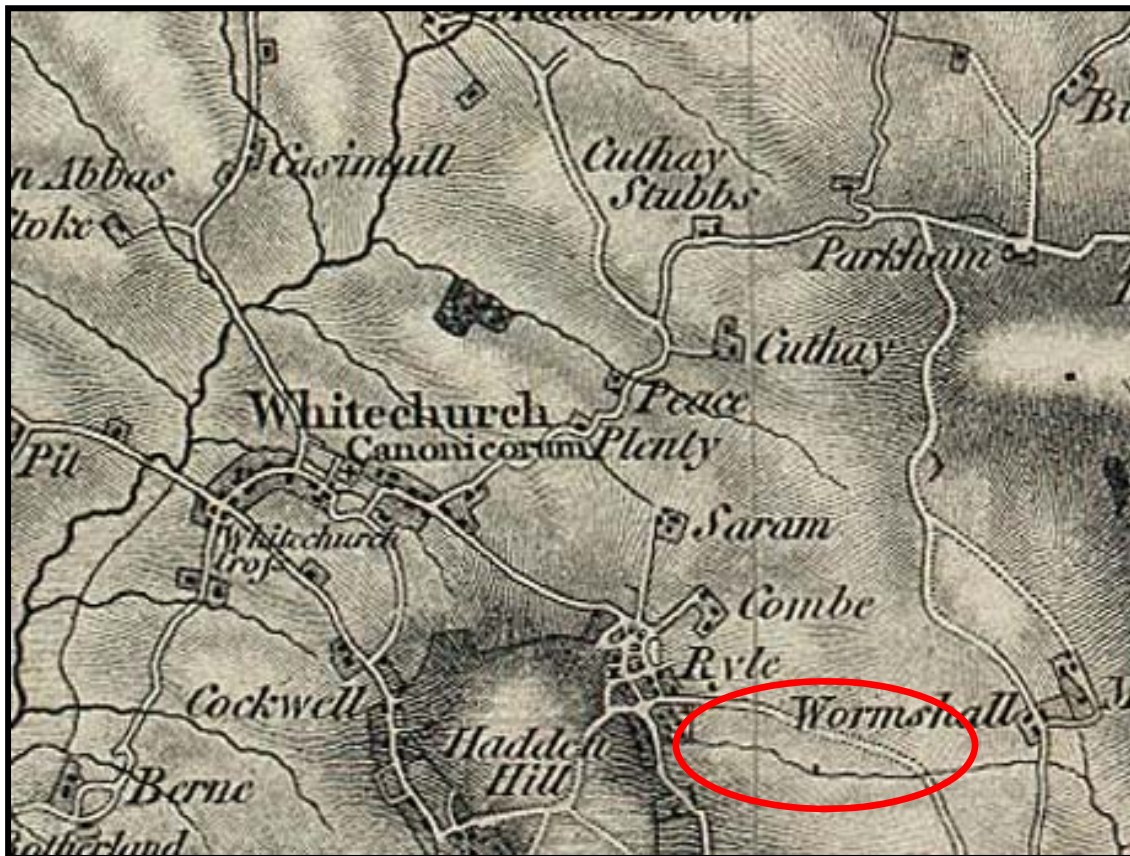 n Abbas
Stoke
Casimull
Cuthay
Stubbs
Parkham
Cuthay
Peace
Plenty
Whitechurch
Canonicorum
Pit
Whitechurch
Saram
Combe
Ryle
Wormshall
Cockwell
Hadden
Hill
Berne
Botherland